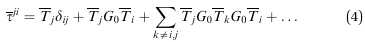 τ̅^{ji} = T̅_j δ_{ij} + T̅_j G_0 T̅_i + ∑_{k≠i,j} T̅_j G_0 T̅_k G_0 T̅_i + … (4)